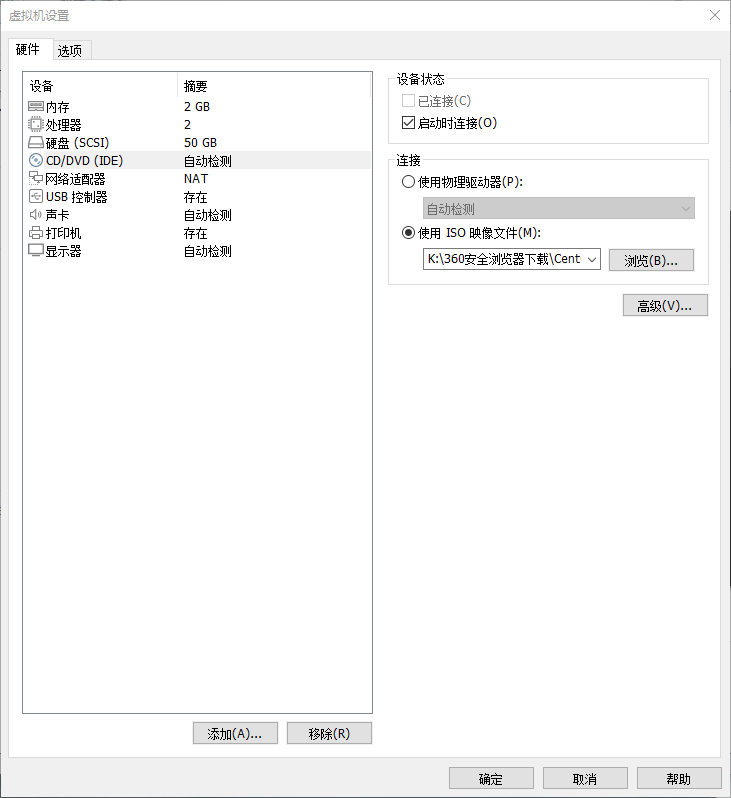 虚拟机设置
硬件 选项
设备 摘要
内存 2 GB
处理器 2
硬盘 (SCSI) 50 GB
CD/DVD (IDE) 自动检测
网络适配器 NAT
USB 控制器 存在
声卡 自动检测
打印机 存在
显示器 自动检测
添加(A)... 移除(R)
设备状态
已连接(C)
启动时连接(O)
连接
使用物理驱动器(P):
自动检测
使用 ISO 映像文件(M):
K:\360安全浏览器下载\Cent 浏览(B)...
高级(V)...
确定 取消 帮助